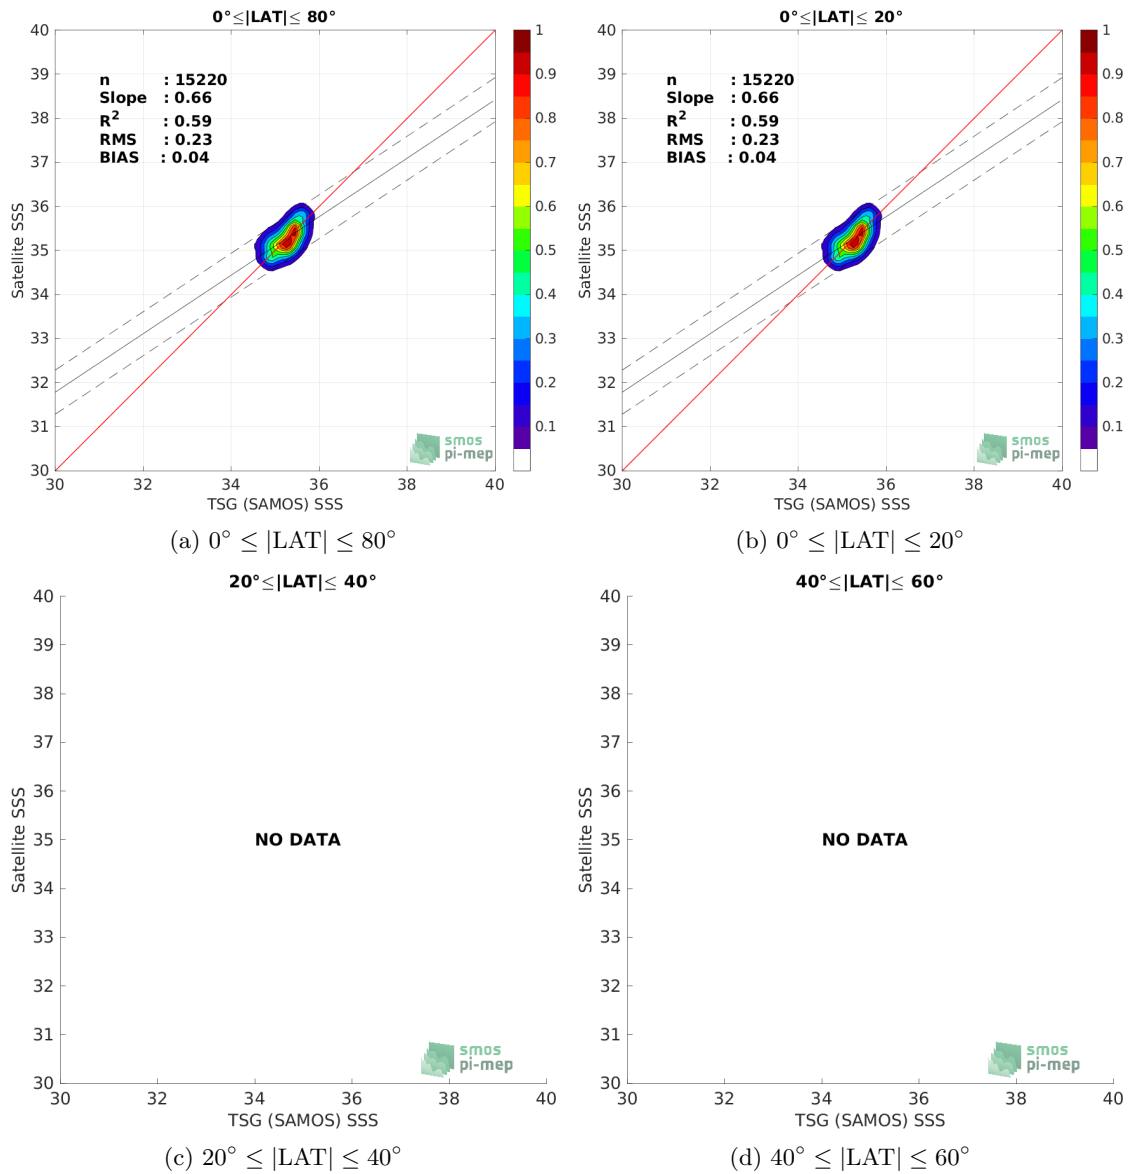 0°≤|LAT|≤ 80°
40
39
38
37
36
35
34
33
32
31
30
Satellite SSS
n : 15220
Slope : 0.66
R² : 0.59
RMS : 0.23
BIAS : 0.04
smos
pi-mep
30 32 34 36 38 40
TSG (SAMOS) SSS
1
0.9
0.8
0.7
0.6
0.5
0.4
0.3
0.2
0.1
(a) 0° ≤ |LAT| ≤ 80°
0°≤|LAT|≤ 20°
40
39
38
37
36
35
34
33
32
31
30
Satellite SSS
n : 15220
Slope : 0.66
R² : 0.59
RMS : 0.23
BIAS : 0.04
smos
pi-mep
30 32 34 36 38 40
TSG (SAMOS) SSS
1
0.9
0.8
0.7
0.6
0.5
0.4
0.3
0.2
0.1
(b) 0° ≤ |LAT| ≤ 20°
20°≤|LAT|≤ 40°
40
39
38
37
36
35
34
33
32
31
30
Satellite SSS
NO DATA
smos
pi-mep
30 32 34 36 38 40
TSG (SAMOS) SSS
(c) 20° ≤ |LAT| ≤ 40°
40°≤|LAT|≤ 60°
40
39
38
37
36
35
34
33
32
31
30
Satellite SSS
NO DATA
smos
pi-mep
30 32 34 36 38 40
TSG (SAMOS) SSS
(d) 40° ≤ |LAT| ≤ 60°